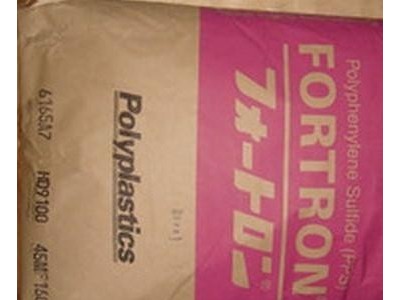 Polyphenylene Sulfide (PPS)
FORTRON
フォートロン®
Polyplastics
6165A7 HD9100